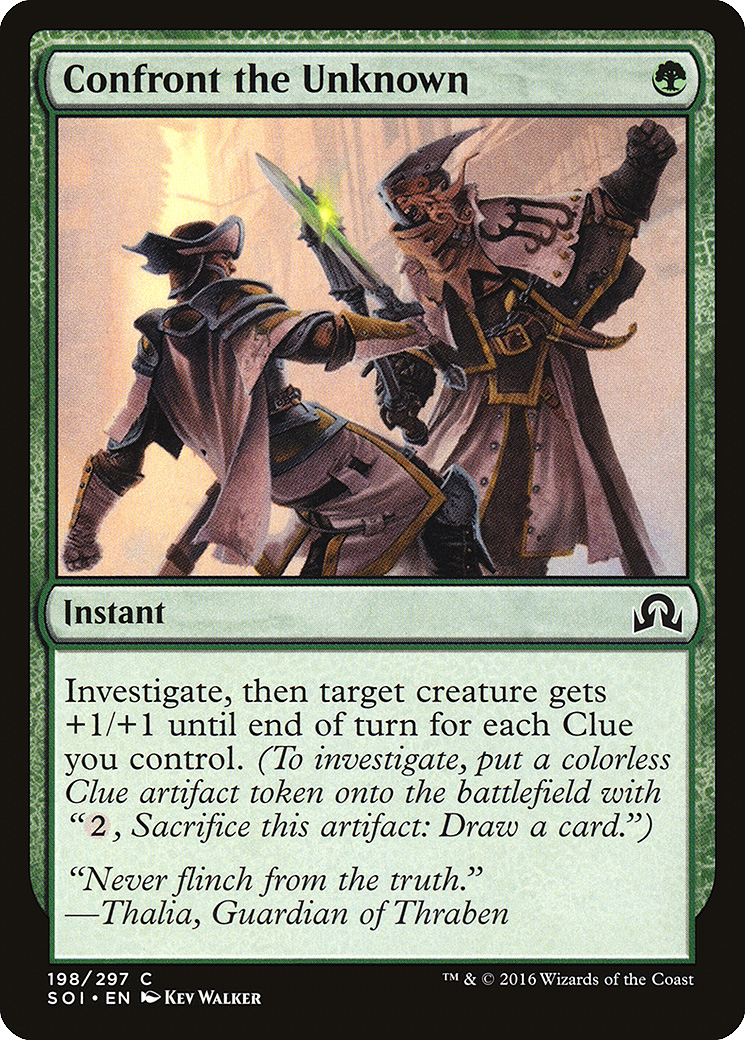 Confront the Unknown
Instant
Investigate, then target creature gets
+1/+1 until end of turn for each Clue
you control. (To investigate, put a colorless
Clue artifact token onto the battlefield with
“2, Sacrifice this artifact: Draw a card.”)
“Never flinch from the truth.”
—Thalia, Guardian of Thraben
198/297 C
SOI • EN Kev Walker
™ & © 2016 Wizards of the Coast